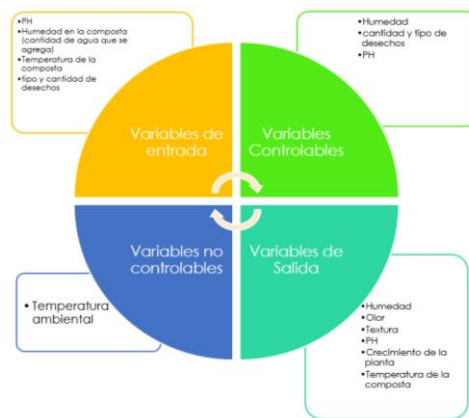 •PH
•Humedad en la composta
(cantidad de agua que se
agrega)
•Temperatura de la
composta
•tipo y cantidad de
desechos
•Humedad
•cantidad y tipo de
desechos
•PH
Variables de
entrada
Variables
Controlables
Variables no
controlables
Variables de
Salida
• Temperatura
ambiental
•Humedad
•Olor
•Textura
•PH
•Crecimiento de la
planta
•Temperatura de la
composta